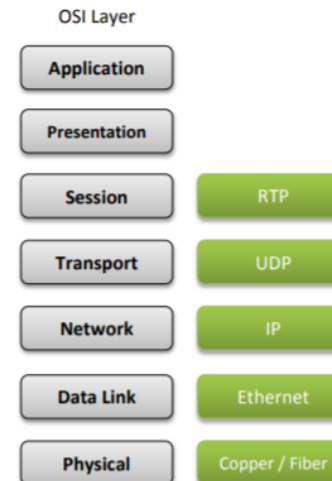 OSI Layer
Application
Presentation
Session RTP
Transport UDP
Network IP
Data Link Ethernet
Physical Copper / Fiber